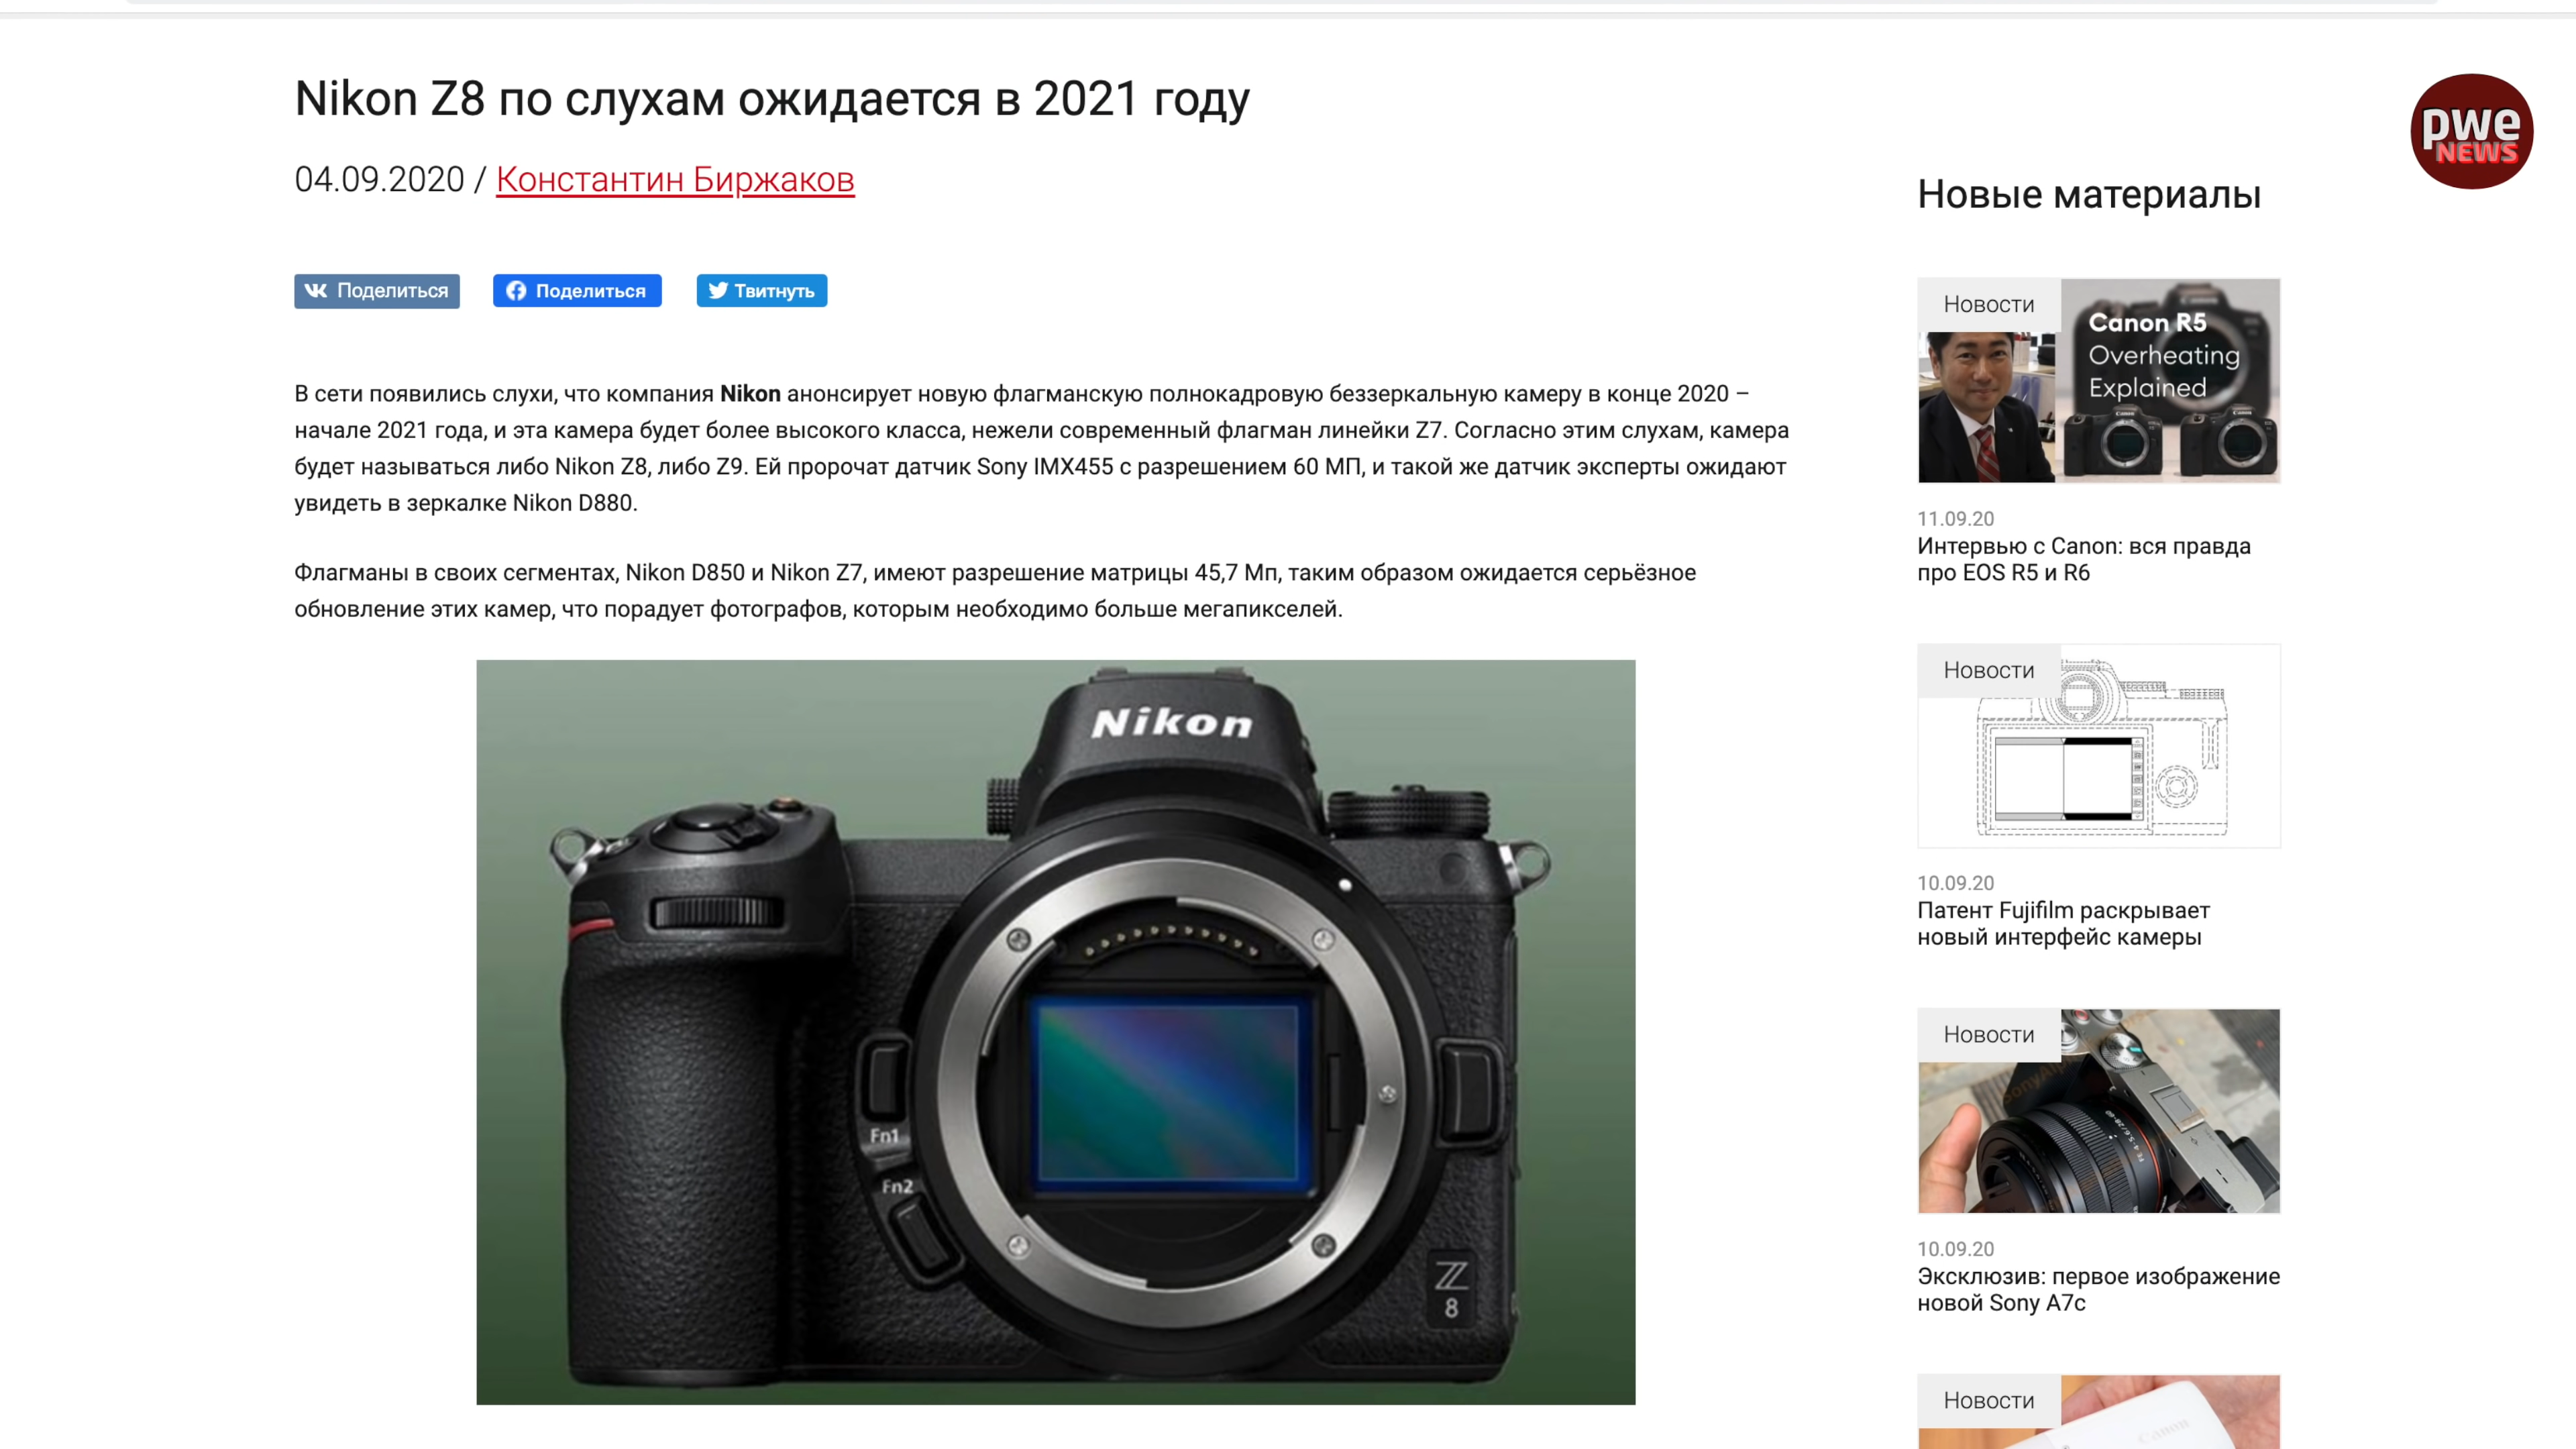 Nikon Z8 по слухам ожидается в 2021 году
04.09.2020 / Константин Биржаков
Поделиться
Поделиться
Твитнуть
В сети появились слухи, что компания Nikon анонсирует новую флагманскую полнокадровую беззеркальную камеру в конце 2020 –
начале 2021 года, и эта камера будет более высокого класса, нежели современный флагман линейки Z7. Согласно этим слухам, камера
будет называться либо Nikon Z8, либо Z9. Ей пророчат датчик Sony IMX455 с разрешением 60 МП, и такой же датчик эксперты ожидают
увидеть в зеркалке Nikon D880.
Флагманы в своих сегментах, Nikon D850 и Nikon Z7, имеют разрешение матрицы 45,7 Мп, таким образом ожидается серьёзное
обновление этих камер, что порадует фотографов, которым необходимо больше мегапикселей.
Nikon
Fn1
Fn2
Z
8
pwe
NEWS
Новые материалы
Новости
Canon R5
Overheating
Explained
11.09.20
Интервью с Canon: вся правда
про EOS R5 и R6
Новости
10.09.20
Патент Fujifilm раскрывает
новый интерфейс камеры
Новости
10.09.20
Эксклюзив: первое изображение
новой Sony A7c
Новости
Canon